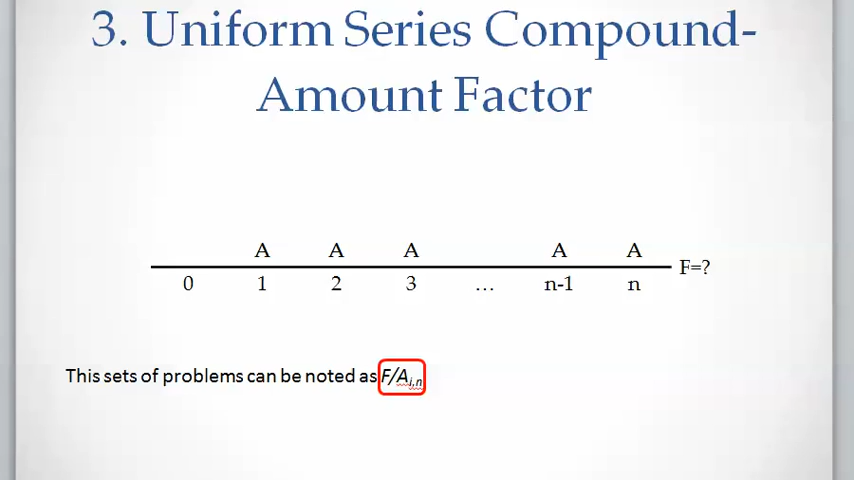 3. Uniform Series Compound-
Amount Factor
A A A A A
0 1 2 3 … n-1 n F=?
This sets of problems can be noted as F/Ai,n